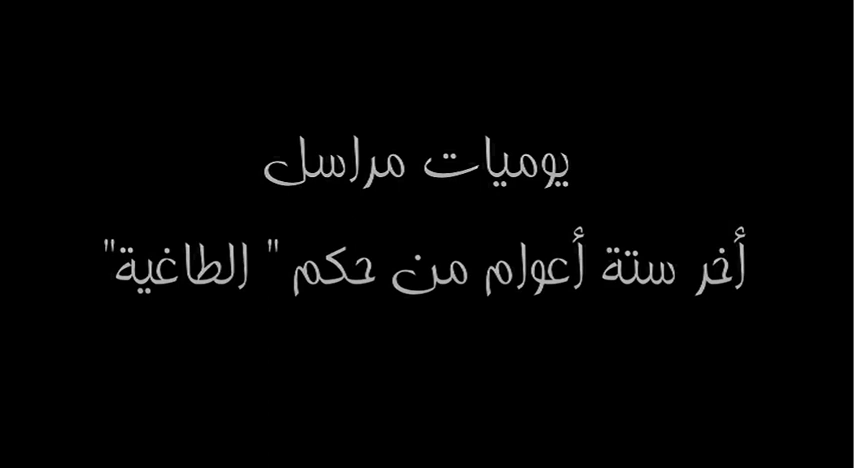 يوميات مراسل
أخر ستة أعوام من حكم " الطاغية"